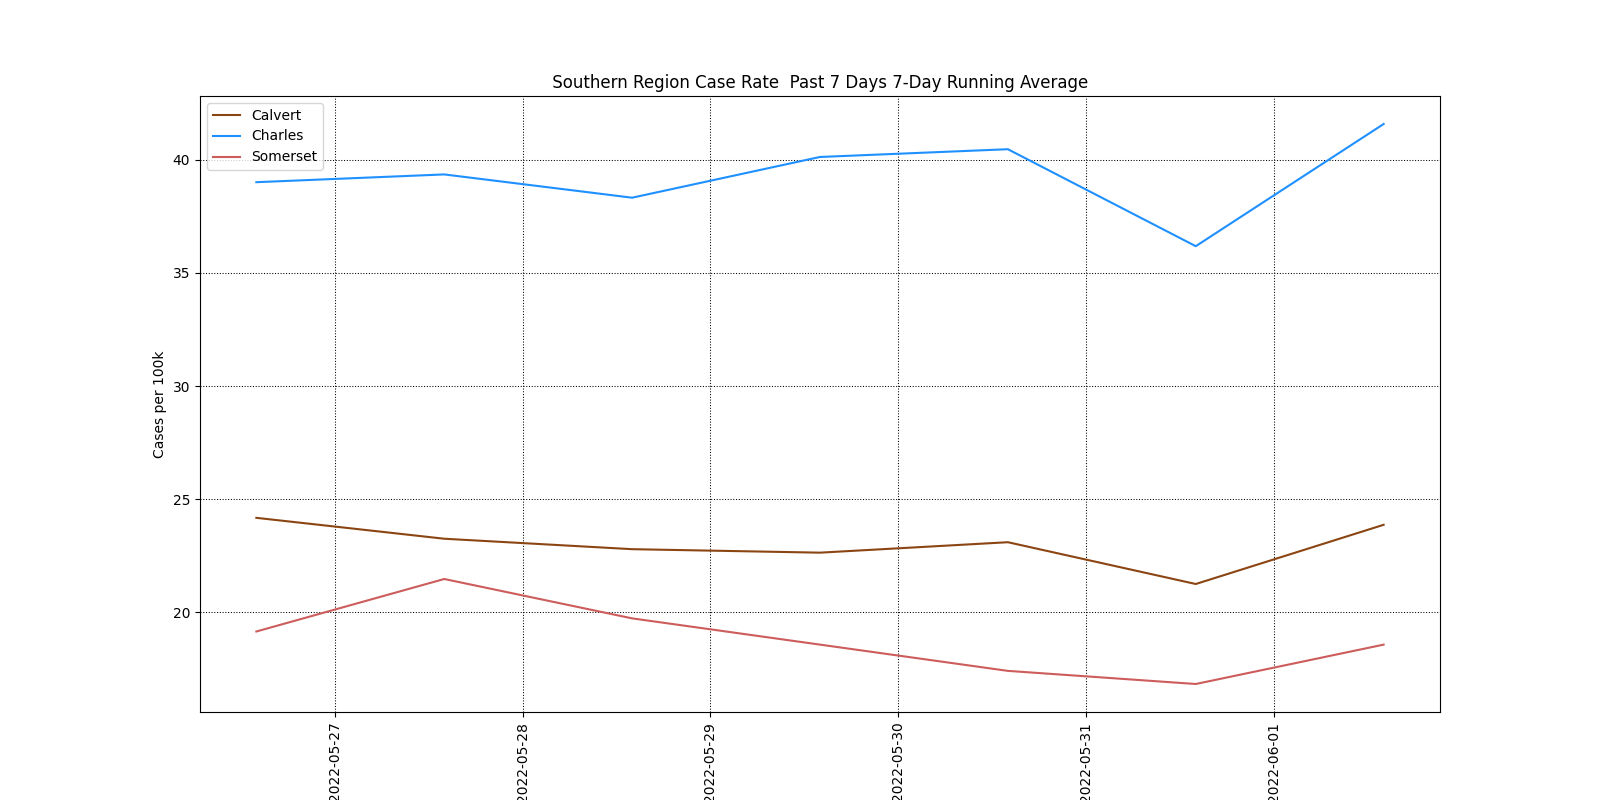 Southern Region Case Rate  Past 7 Days 7-Day Running Average
Calvert
Charles
Somerset
Cases per 100k
40
35
30
25
20
2022-05-27
2022-05-28
2022-05-29
2022-05-30
2022-05-31
2022-06-01